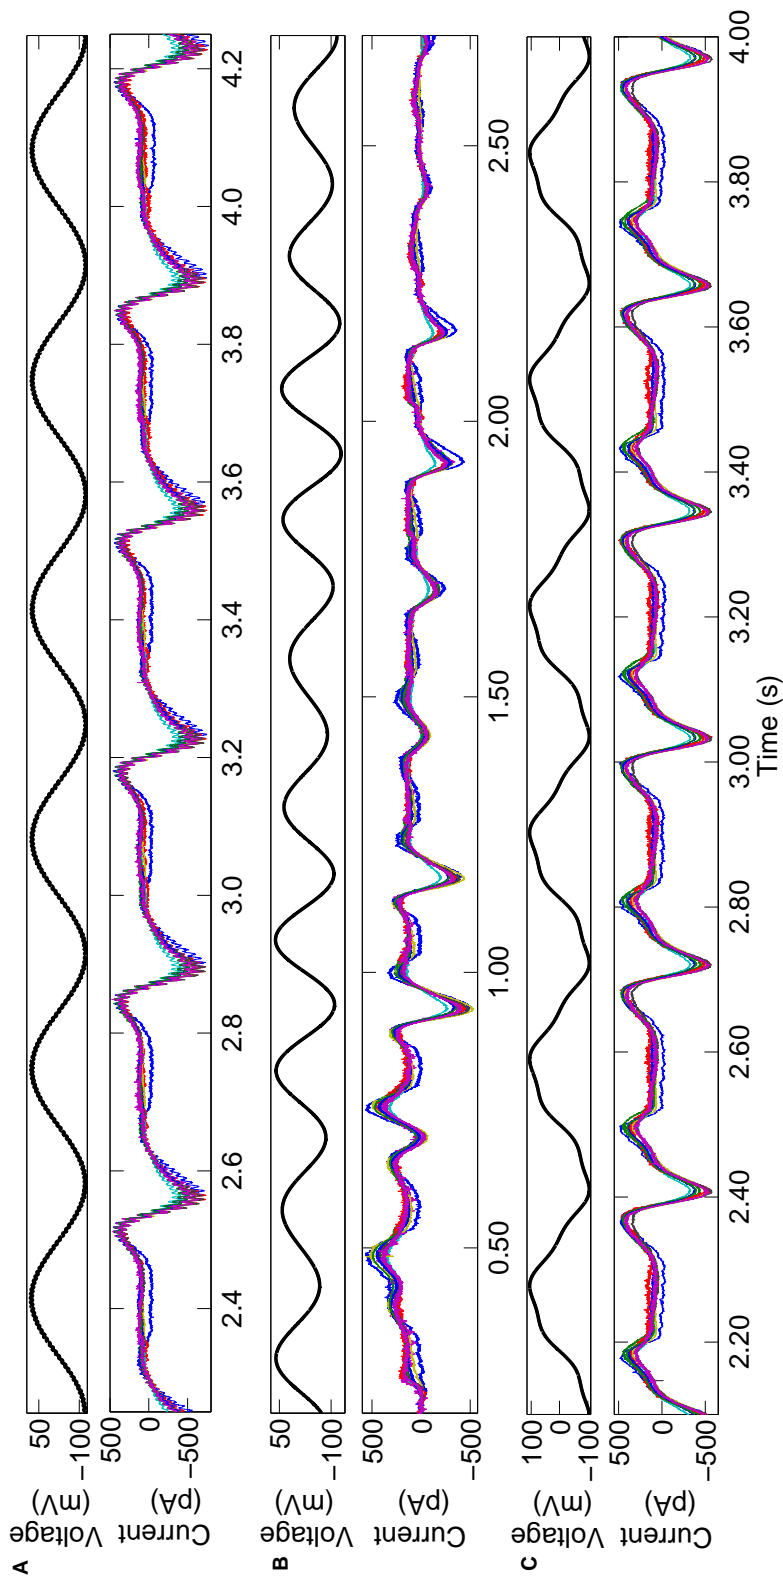 A
Voltage
(mV)
50
−100
Current
(pA)
500
0
−500
2.4 2.6 2.8 3.0 3.2 3.4 3.6 3.8 4.0 4.2
B
50
−100
(mV)
Voltage
500
0
−500
(pA)
Current
0.50 1.00 1.50 2.00 2.50
C
Voltage
(mV)
100
0
−100
Current
(pA)
500
0
−500
2.20 2.40 2.60 2.80 3.00 3.20 3.40 3.60 3.80 4.00
Time (s)